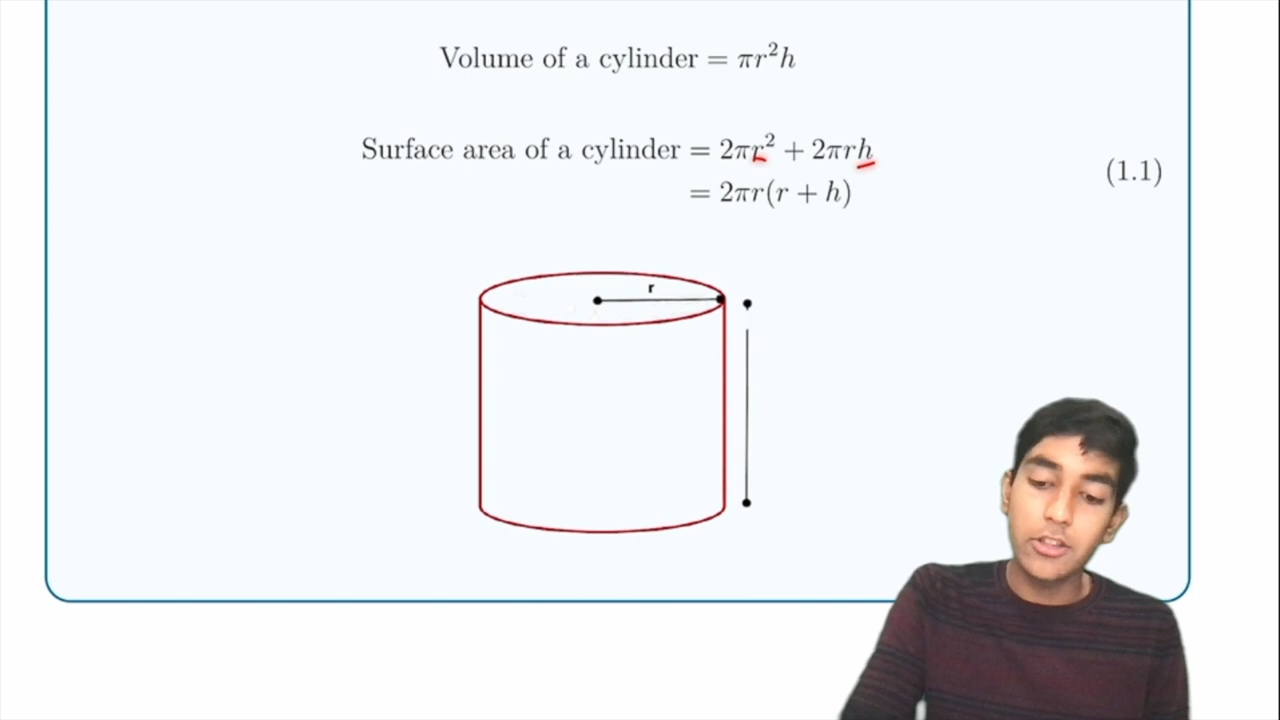 Volume of a cylinder = πr²h
Surface area of a cylinder = 2πr² + 2πrh
(1.1)
= 2πr(r + h)
r